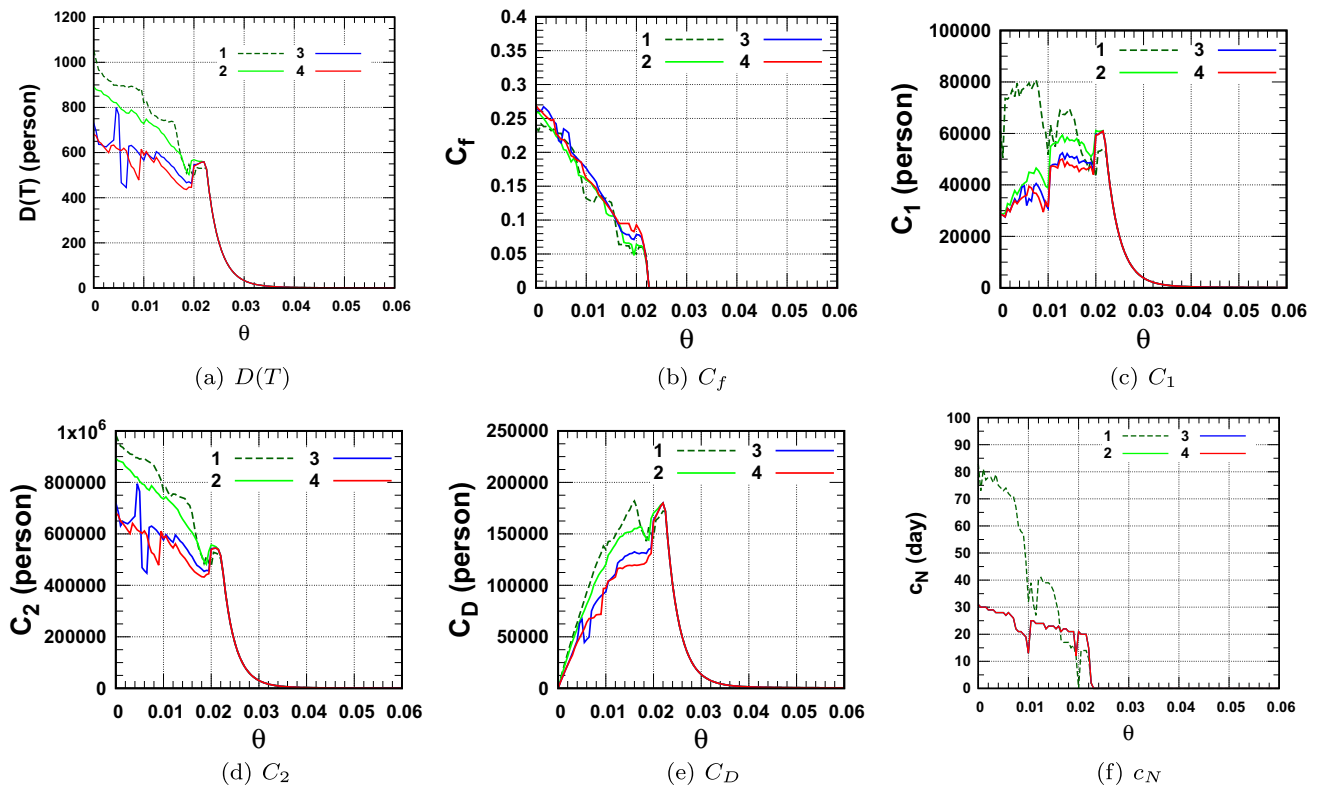 1200
1000
800
600
400
200
0
D(T) (person)
1 3
2 4
0 0.01 0.02 0.03 0.04 0.05 0.06
θ
(a) D(T)
0.4
0.35
0.3
0.25
0.2
0.15
0.1
0.05
0
C_f
1 3
2 4
0 0.01 0.02 0.03 0.04 0.05 0.06
θ
(b) C_f
100000
80000
60000
40000
20000
0
C_1 (person)
1 3
2 4
0 0.01 0.02 0.03 0.04 0.05 0.06
θ
(c) C_1
1x10^6
800000
600000
400000
200000
0
C_2 (person)
1 3
2 4
0 0.01 0.02 0.03 0.04 0.05 0.06
θ
(d) C_2
250000
200000
150000
100000
50000
0
C_D (person)
1 3
2 4
0 0.01 0.02 0.03 0.04 0.05 0.06
θ
(e) C_D
100
90
80
70
60
50
40
30
20
10
0
c_N (day)
1 3
2 4
0 0.01 0.02 0.03 0.04 0.05 0.06
θ
(f) c_N